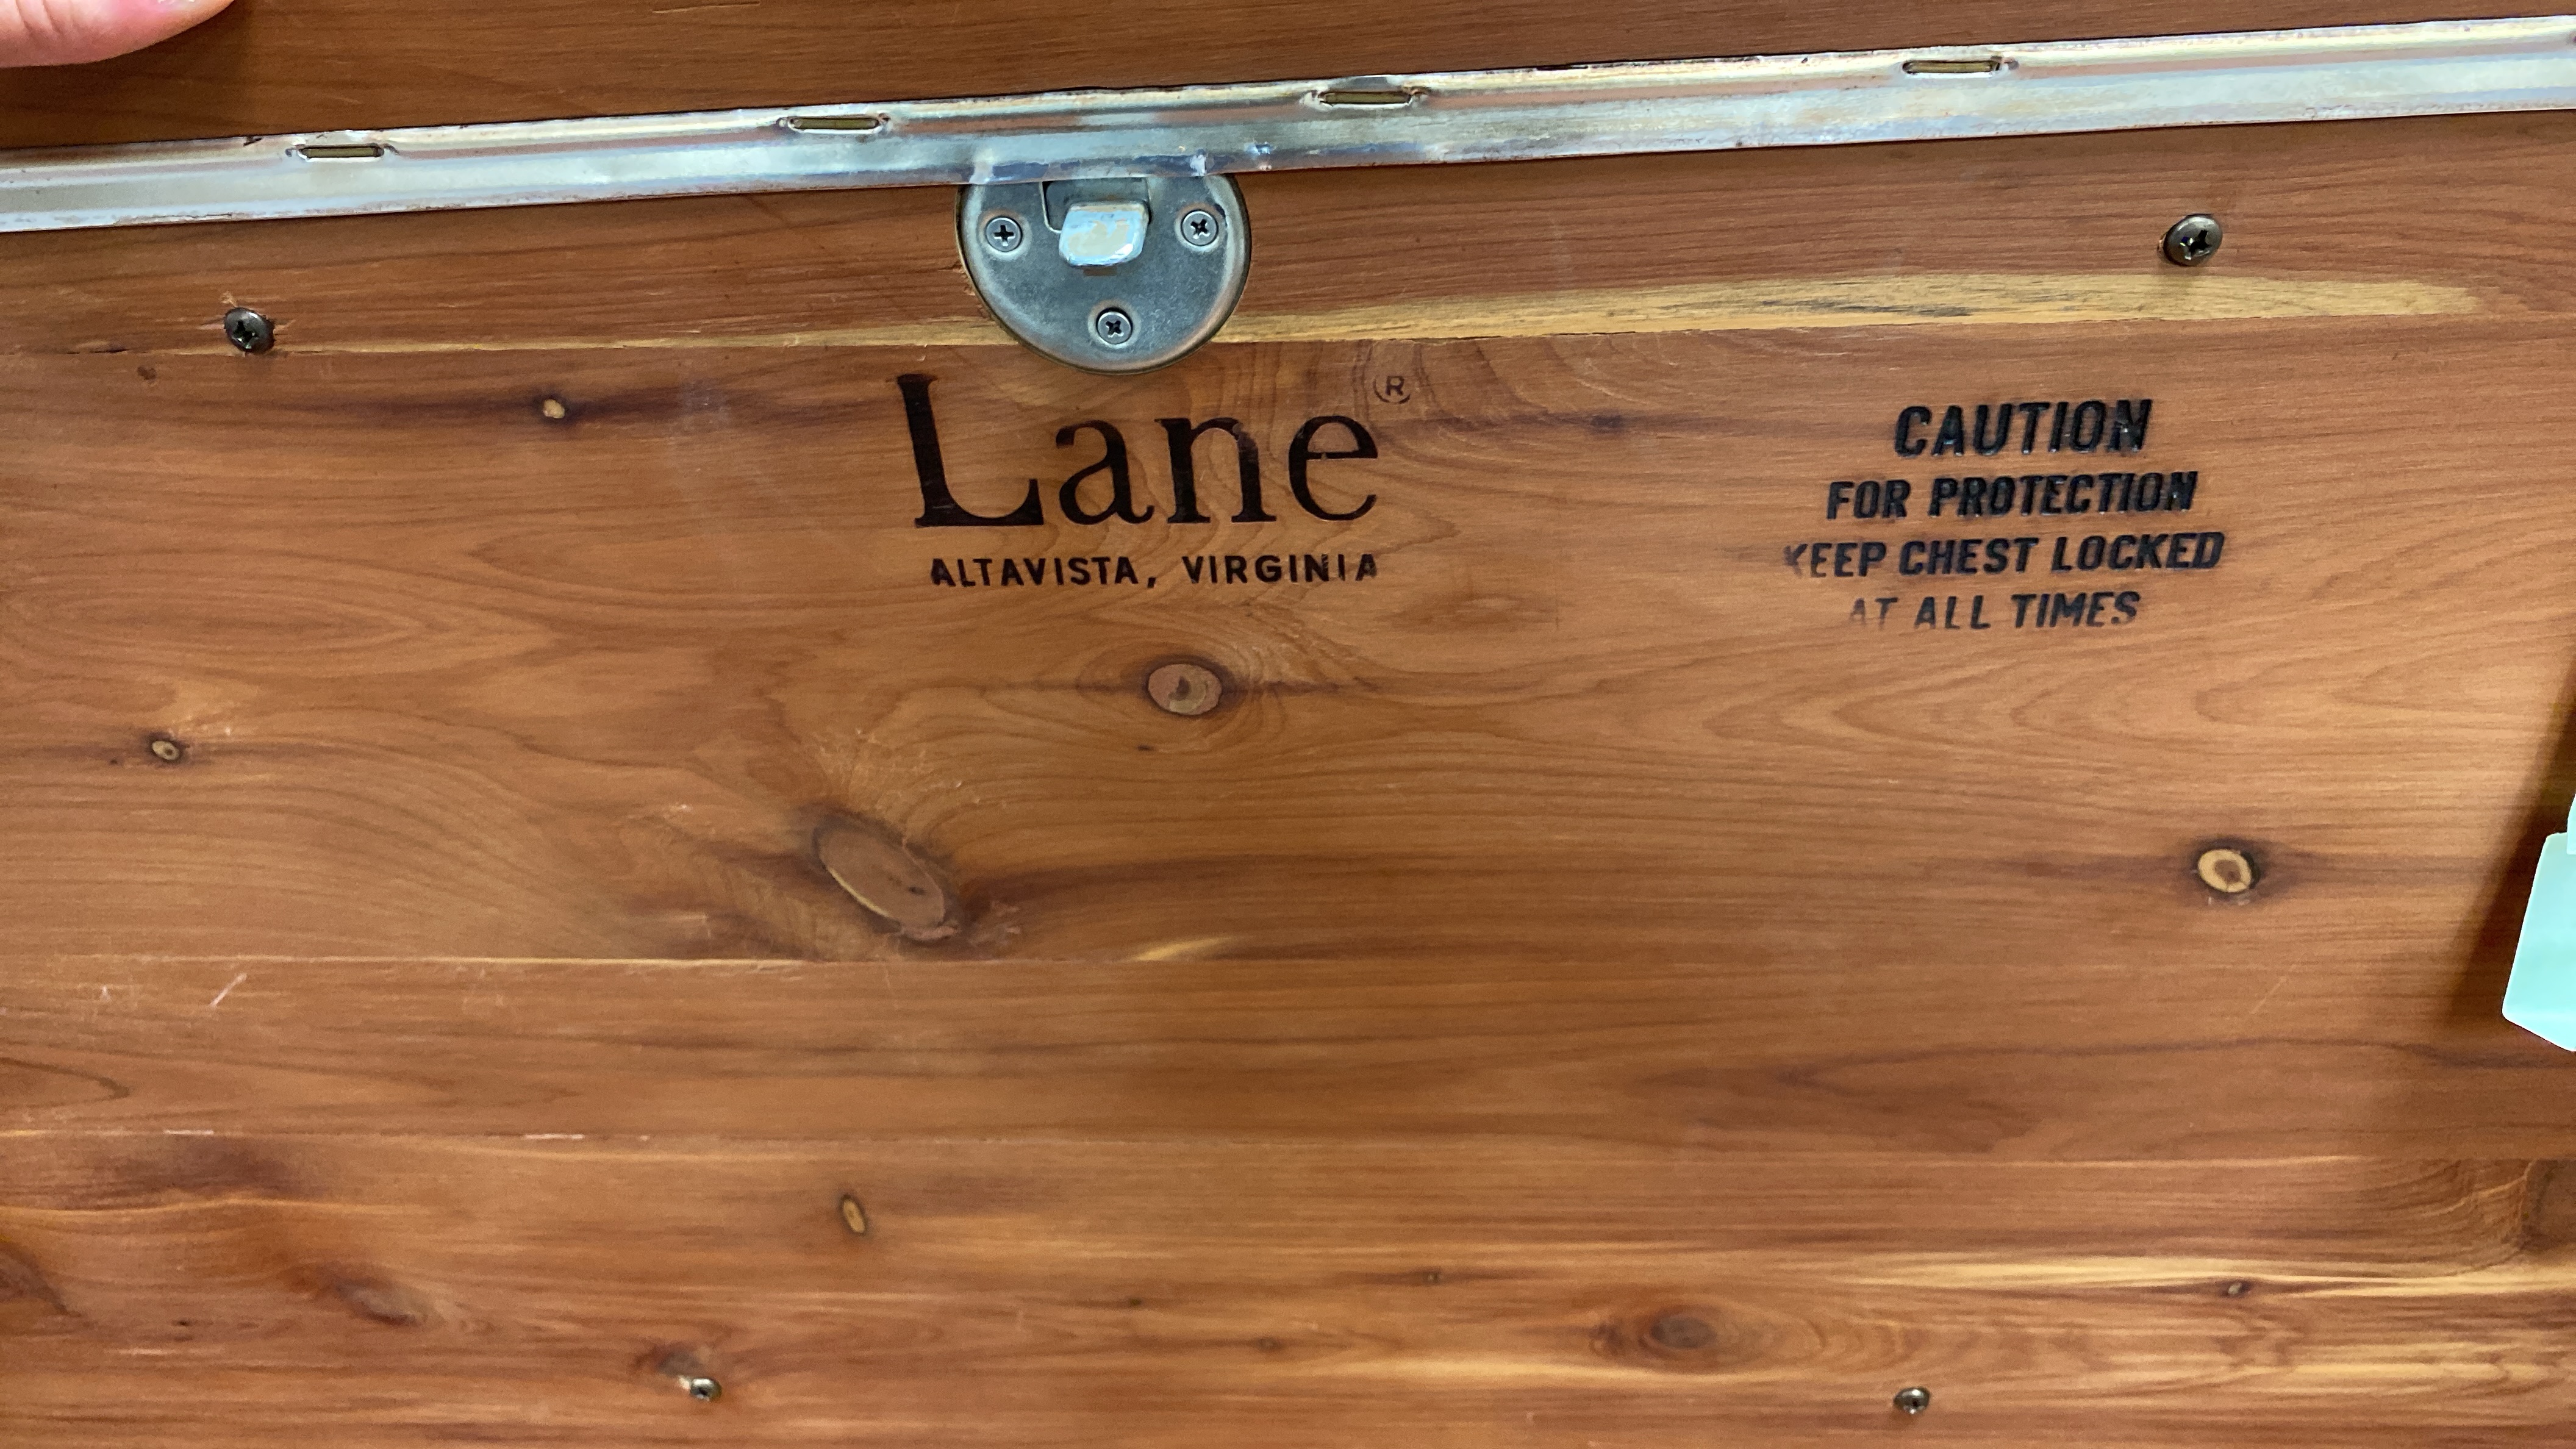 Lane®
ALTAVISTA, VIRGINIA
CAUTION
FOR PROTECTION
KEEP CHEST LOCKED
AT ALL TIMES